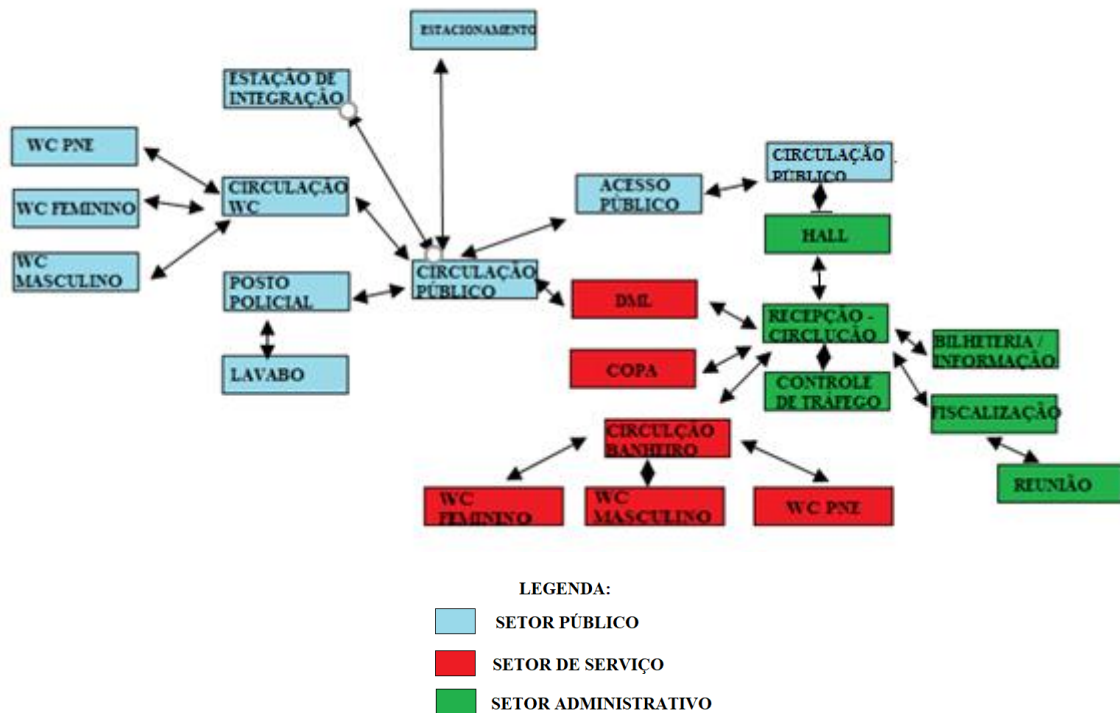 ESTACIONAMENTO
ESTAÇÃO DE
INTEGRAÇÃO
WC PNE
WC FEMININO
WC
MASCULINO
CIRCULAÇÃO
WC
POSTO
POLICIAL
LAVABO
CIRCULAÇÃO
PÚBLICO
ACESSO
PÚBLICO
CIRCULAÇÃO
PÚBLICO
HALL
DML
RECEPÇÃO -
CIRCLUCÃO
BILHETERIA /
INFORMAÇÃO
COPA
CONTROLE
DE TRÁFEGO
FISCALIZAÇÃO
CIRCULÇÃO
BANHEIRO
REUNIÃO
WC
FEMININO
WC
MASCULINO
WC PNE
LEGENDA:
SETOR PÚBLICO
SETOR DE SERVIÇO
SETOR ADMINISTRATIVO